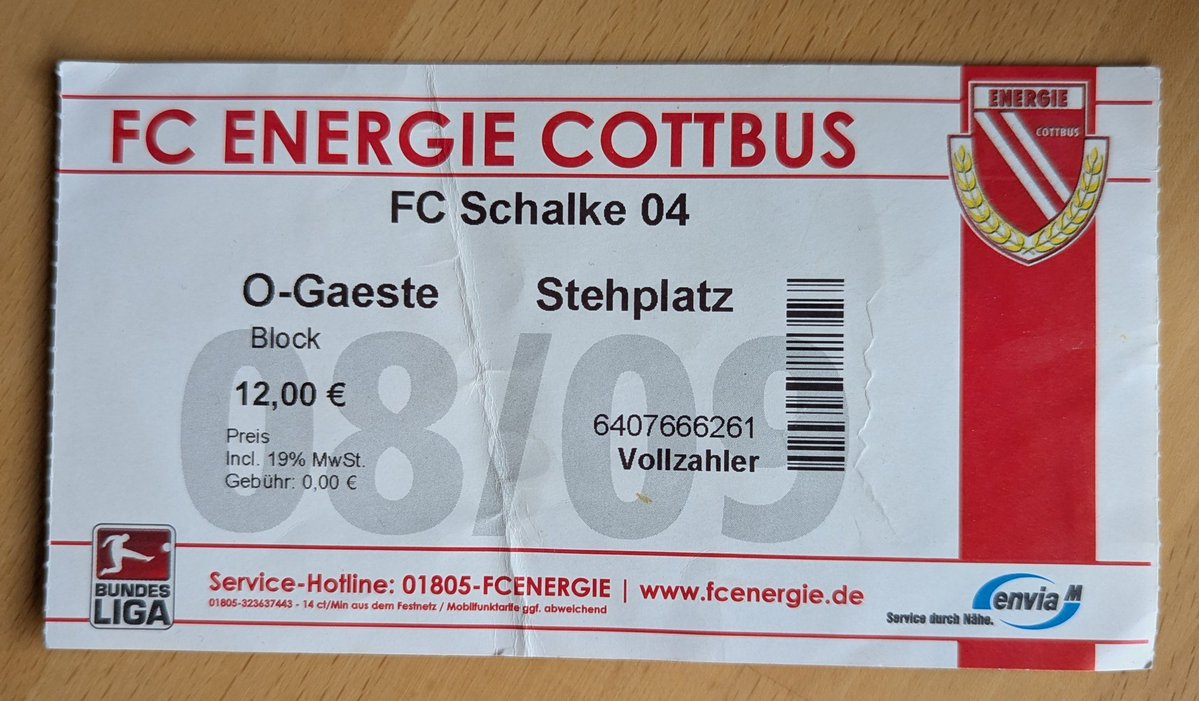 FC ENERGIE COTTBUS
ENERGIE
COTTBUS
FC Schalke 04
O-Gaeste
Stehplatz
Block
08/09
12,00 €
6407666261
Preis
Incl. 19% MwSt.
Vollzahler
Gebühr: 0,00 €
BUNDES
LIGA
Service-Hotline: 01805-FCENERGIE | www.fcenergie.de
01805-323637443 - 14 ct/Min aus dem Festnetz / Mobilfunktarife ggf. abweichend
enviaM
Service durch Nähe.